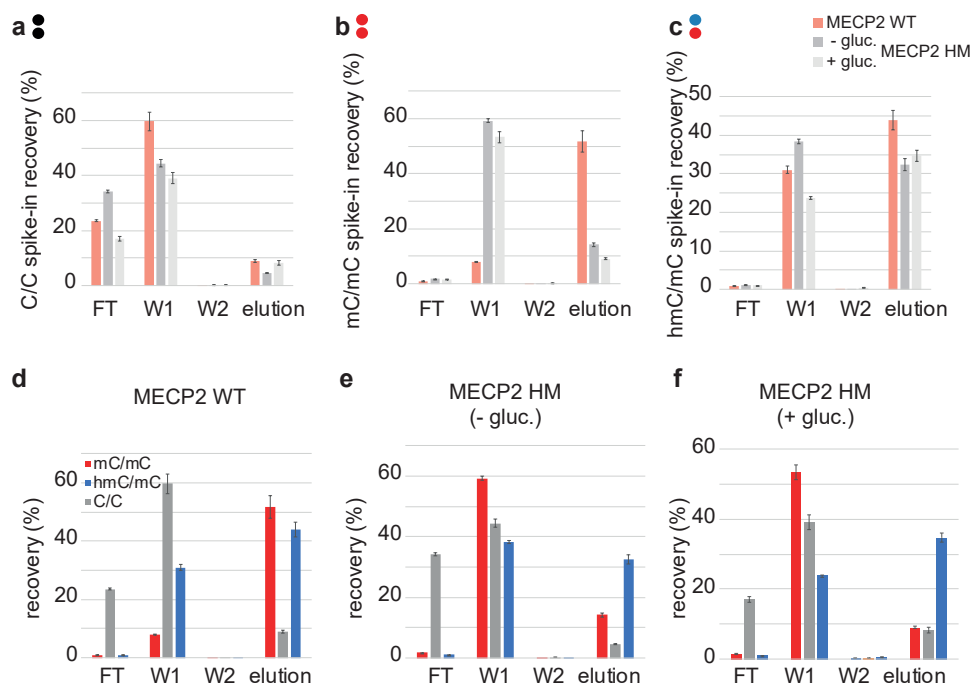 a
b
c
MECP2 WT
- gluc.
MECP2 HM
+ gluc.
C/C spike-in recovery (%)
60
40
20
0
FT W1 W2 elution
mC/mC spike-in recovery (%)
60
40
20
0
FT W1 W2 elution
hmC/mC spike-in recovery (%)
50
40
30
20
10
0
FT W1 W2 elution
d
MECP2 WT
mC/mC
hmC/mC
C/C
recovery (%)
60
40
20
0
FT W1 W2 elution
e
MECP2 HM
(- gluc.)
recovery (%)
60
40
20
0
FT W1 W2 elution
f
MECP2 HM
(+ gluc.)
recovery (%)
60
40
20
0
FT W1 W2 elution